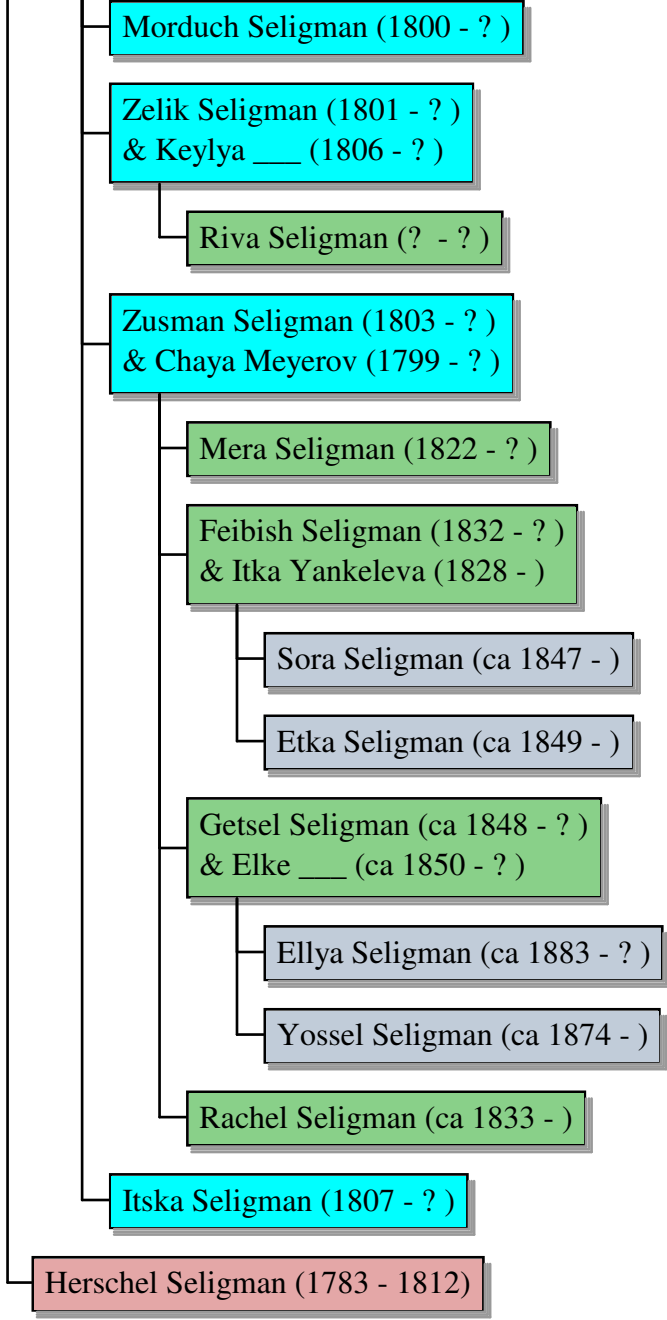 Morduch Seligman (1800 - ? )
Zelik Seligman (1801 - ? )
& Keylya ___ (1806 - ? )
Riva Seligman (?  - ? )
Zusman Seligman (1803 - ? )
& Chaya Meyerov (1799 - ? )
Mera Seligman (1822 - ? )
Feibish Seligman (1832 - ? )
& Itka Yankeleva (1828 - )
Sora Seligman (ca 1847 - )
Etka Seligman (ca 1849 - )
Getsel Seligman (ca 1848 - ? )
& Elke ___ (ca 1850 - ? )
Ellya Seligman (ca 1883 - ? )
Yossel Seligman (ca 1874 - )
Rachel Seligman (ca 1833 - )
Itska Seligman (1807 - ? )
Herschel Seligman (1783 - 1812)